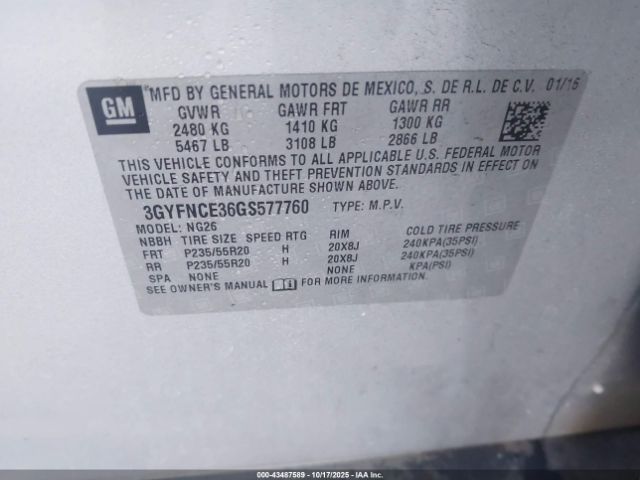 GM
*MFD BY GENERAL MOTORS DE MEXICO, S. DE R.L. DE C.V. 01/16
GVWR GAWR FRT GAWR RR
2480 KG 1410 KG 1300 KG
5467 LB 3108 LB 2866 LB
THIS VEHICLE CONFORMS TO ALL APPLICABLE U.S. FEDERAL MOTOR
VEHICLE SAFETY AND THEFT PREVENTION STANDARDS IN EFFECT ON
THE DATE OF MANUFACTURE SHOWN ABOVE.
3GYFNCE36GS577760 TYPE: M.P.V.
MODEL: NG26
NBBH TIRE SIZE SPEED RTG RIM COLD TIRE PRESSURE
FRT P235/55R20 H 20X8J 240KPA(35PSI)
RR P235/55R20 H 20X8J 240KPA(35PSI)
SPA NONE NONE KPA(PSI)
SEE OWNER'S MANUAL FOR MORE INFORMATION.
© 43487589 | 10/17/2025 | IAAI.COM